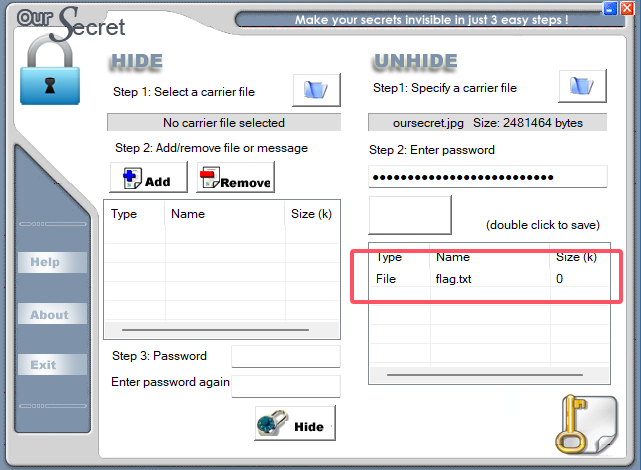 Our Secret
Make your secrets invisible in just 3 easy steps !
HIDE
Step 1: Select a carrier file
No carrier file selected
Step 2: Add/remove file or message
Add
Remove
Type Name Size (k)
Step 3: Password
Enter password again
Hide
UNHIDE
Step1: Specify a carrier file
oursecret.jpg Size: 2481464 bytes
Step 2: Enter password
●●●●●●●●●●●●●●●●●●●●●●●●●●
(double click to save)
Type Name Size (k)
File flag.txt 0
Help
About
Exit